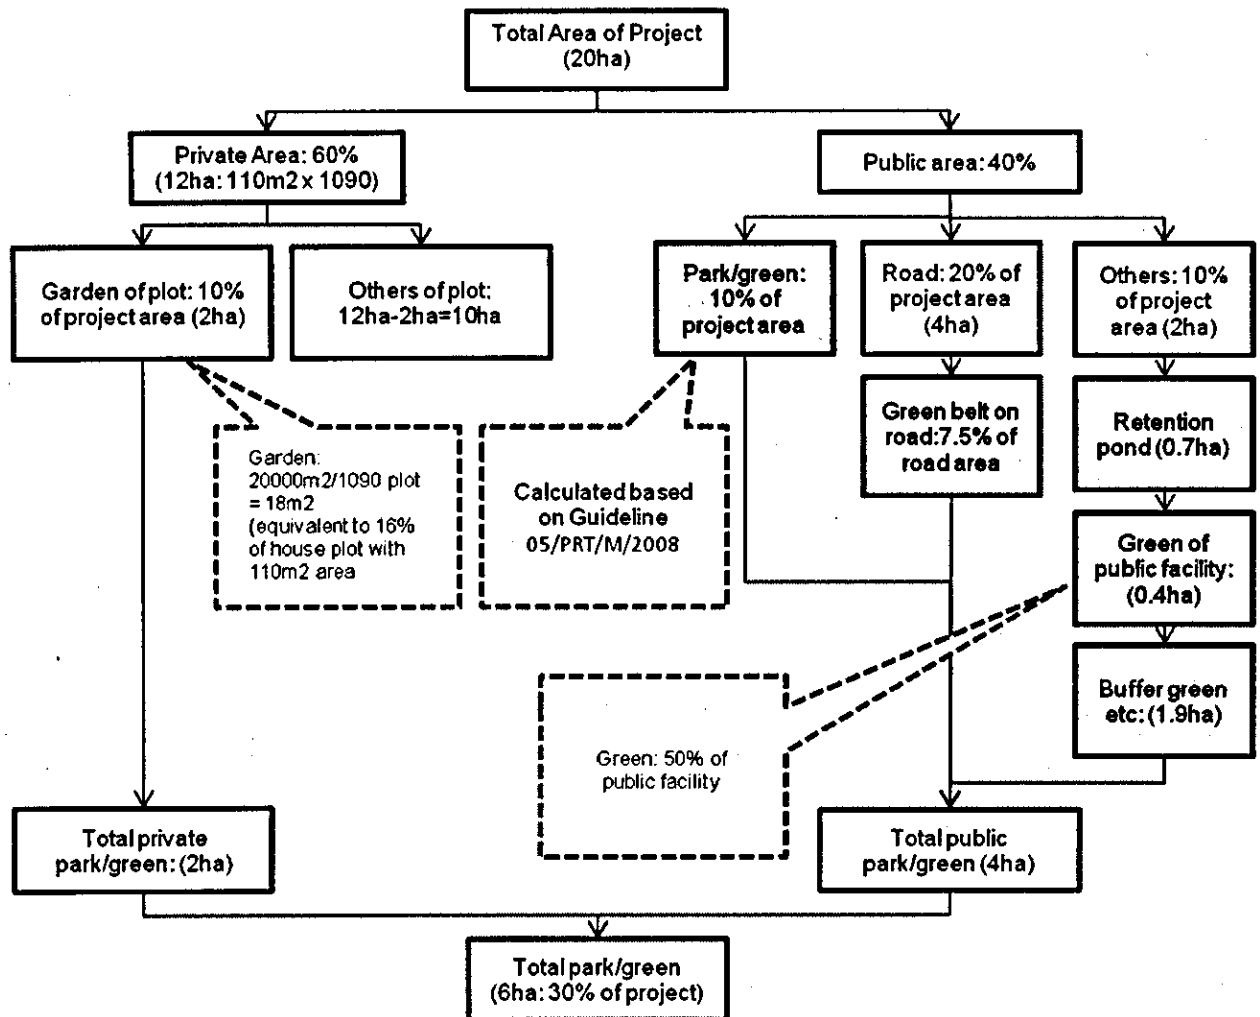 Total Area of Project
(20ha)
Private Area: 60%
(12ha: 110m2 x 1090)
Public area: 40%
Garden of plot: 10%
of project area (2ha)
Others of plot:
12ha-2ha=10ha
Park/green:
10% of
project area
Road: 20% of
project area
(4ha)
Others: 10%
of project
area (2ha)
Green belt on
road:7.5% of
road area
Retention
pond (0.7ha)
Garden:
20000m2/1090 plot
= 18m2
(equivalent to 16%
of house plot with
110m2 area
Calculated based
on Guideline
05/PRT/M/2008
Green of
public facility:
(0.4ha)
Buffer green
etc: (1.9ha)
Green: 50% of
public facility
Total private
park/green: (2ha)
Total public
park/green (4ha)
Total park/green
(6ha: 30% of project)